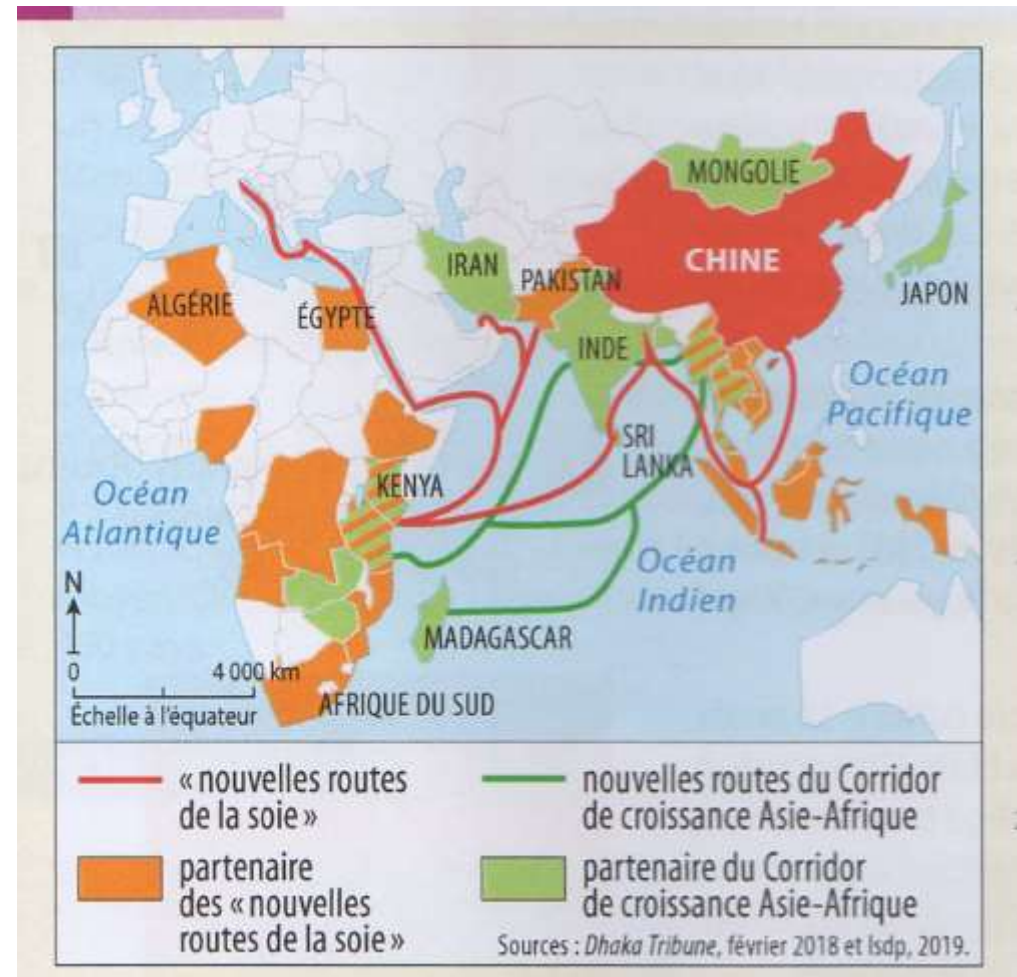 MONGOLIE
CHINE
IRAN
PAKISTAN
JAPON
ALGÉRIE
ÉGYPTE
INDE
Océan
Pacifique
SRI
LANKA
KENYA
Océan
Atlantique
Océan
Indien
N
MADAGASCAR
0
4 000 km
Échelle à l'équateur
AFRIQUE DU SUD
« nouvelles routes
de la soie »
nouvelles routes du Corridor
de croissance Asie-Afrique
partenaire
des « nouvelles
routes de la soie »
partenaire du Corridor
de croissance Asie-Afrique
Sources : Dhaka Tribune, février 2018 et Isdp, 2019.